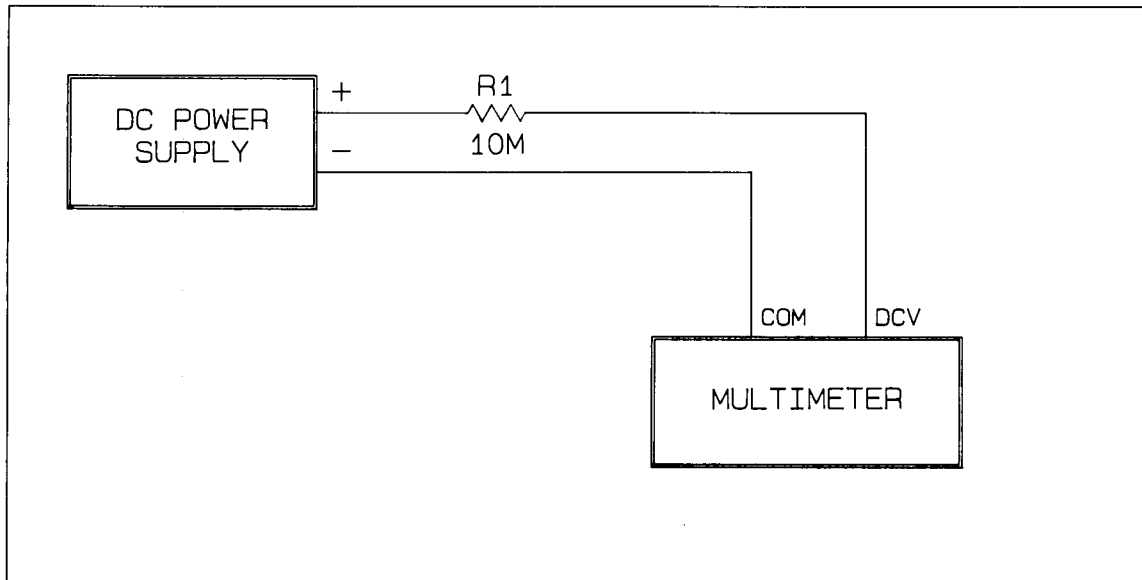 +
R1
DC POWER
SUPPLY
-
10M
COM
DCV
MULTIMETER